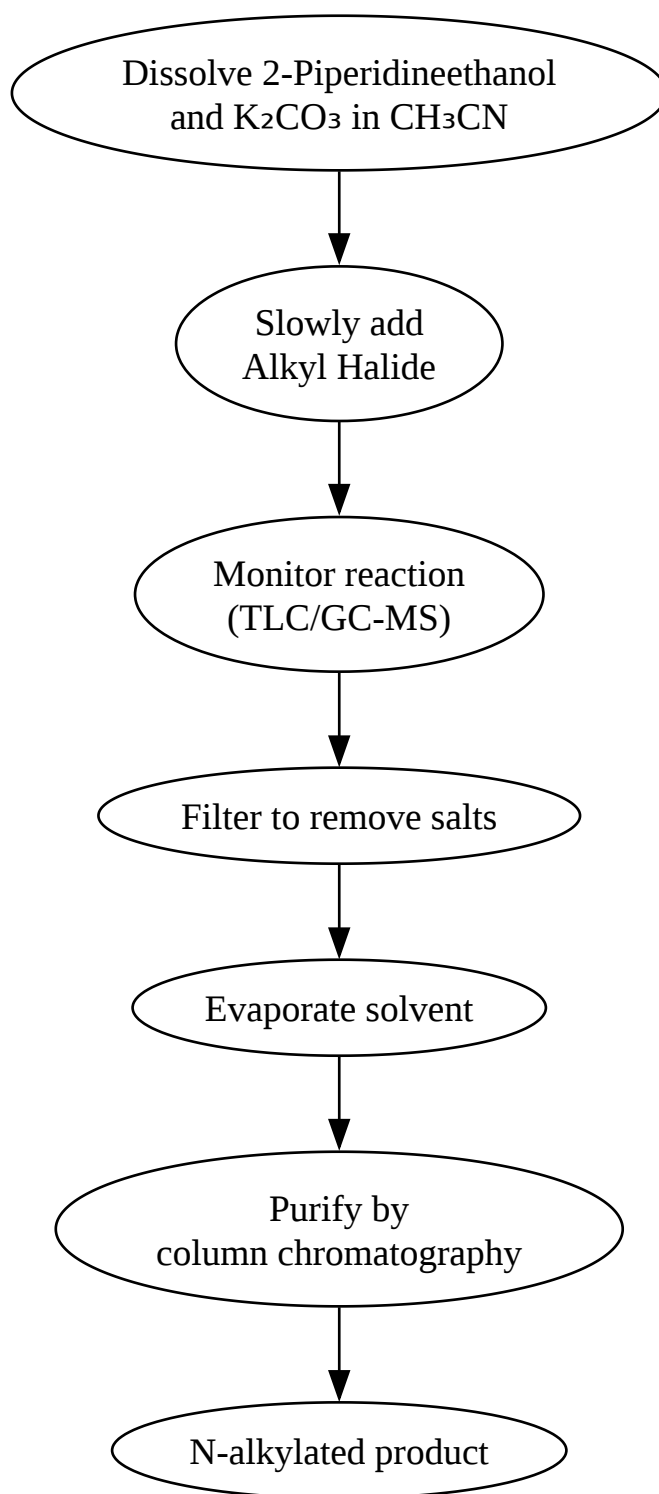 Dissolve 2-Piperidineethanol
and K₂CO₃ in CH₃CN
Slowly add
Alkyl Halide
Monitor reaction
(TLC/GC-MS)
Filter to remove salts
Evaporate solvent
Purify by
column chromatography
N-alkylated product